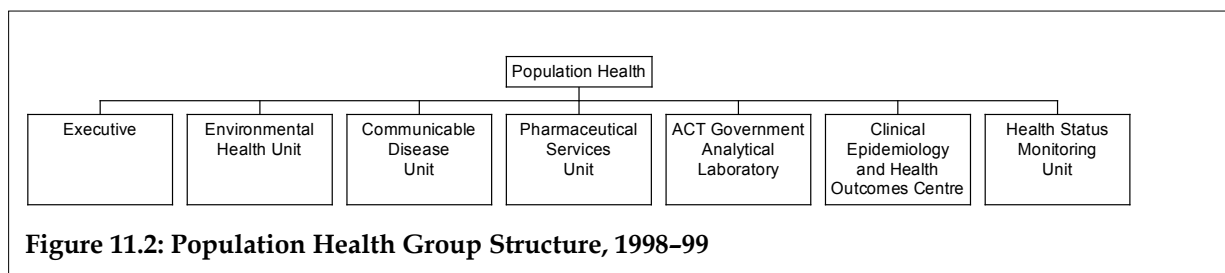 Population Health
Executive
Environmental
Health Unit
Communicable
Disease
Unit
Pharmaceutical
Services
Unit
ACT Government
Analytical
Laboratory
Clinical
Epidemiology
and Health
Outcomes Centre
Health Status
Monitoring
Unit
Figure 11.2: Population Health Group Structure, 1998–99